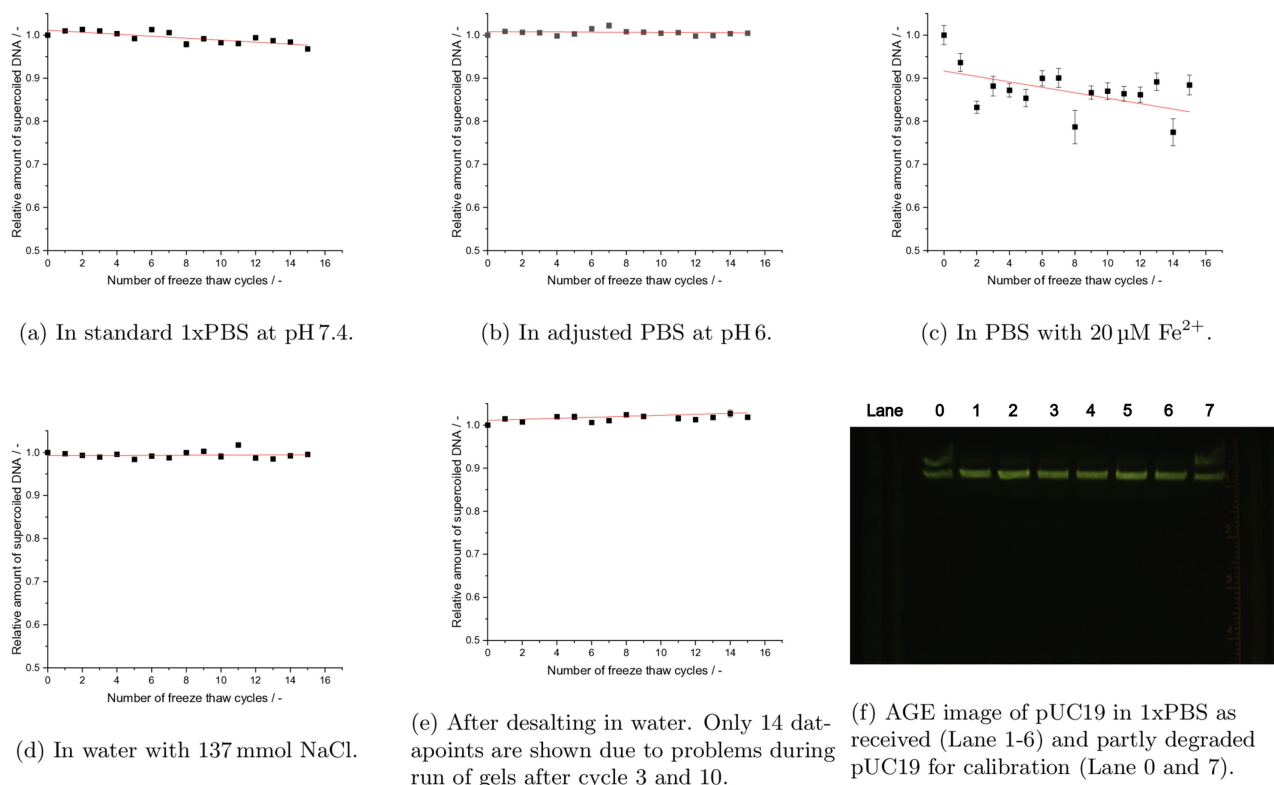 Relative amount of supercoiled DNA / -
1.0
0.9
0.8
0.7
0.6
0.5
0 2 4 6 8 10 12 14 16
Number of freeze thaw cycles / -
(a) In standard 1xPBS at pH 7.4.
Relative amount of supercoiled DNA / -
1.0
0.9
0.8
0.7
0.6
0.5
0 2 4 6 8 10 12 14 16
Number of freeze thaw cycles / -
(b) In adjusted PBS at pH 6.
Relative amount of supercoiled DNA / -
1.0
0.9
0.8
0.7
0.6
0.5
0 2 4 6 8 10 12 14 16
Number of freeze thaw cycles / -
(c) In PBS with 20 µM Fe²⁺.
Relative amount of supercoiled DNA / -
1.0
0.9
0.8
0.7
0.6
0.5
0 2 4 6 8 10 12 14 16
Number of freeze thaw cycles / -
(d) In water with 137 mmol NaCl.
Relative amount of supercoiled DNA / -
1.0
0.9
0.8
0.7
0.6
0.5
0 2 4 6 8 10 12 14 16
Number of freeze thaw cycles / -
(e) After desalting in water. Only 14 dat-
apoints are shown due to problems during
run of gels after cycle 3 and 10.
Lane 0 1 2 3 4 5 6 7
(f) AGE image of pUC19 in 1xPBS as
received (Lane 1-6) and partly degraded
pUC19 for calibration (Lane 0 and 7).